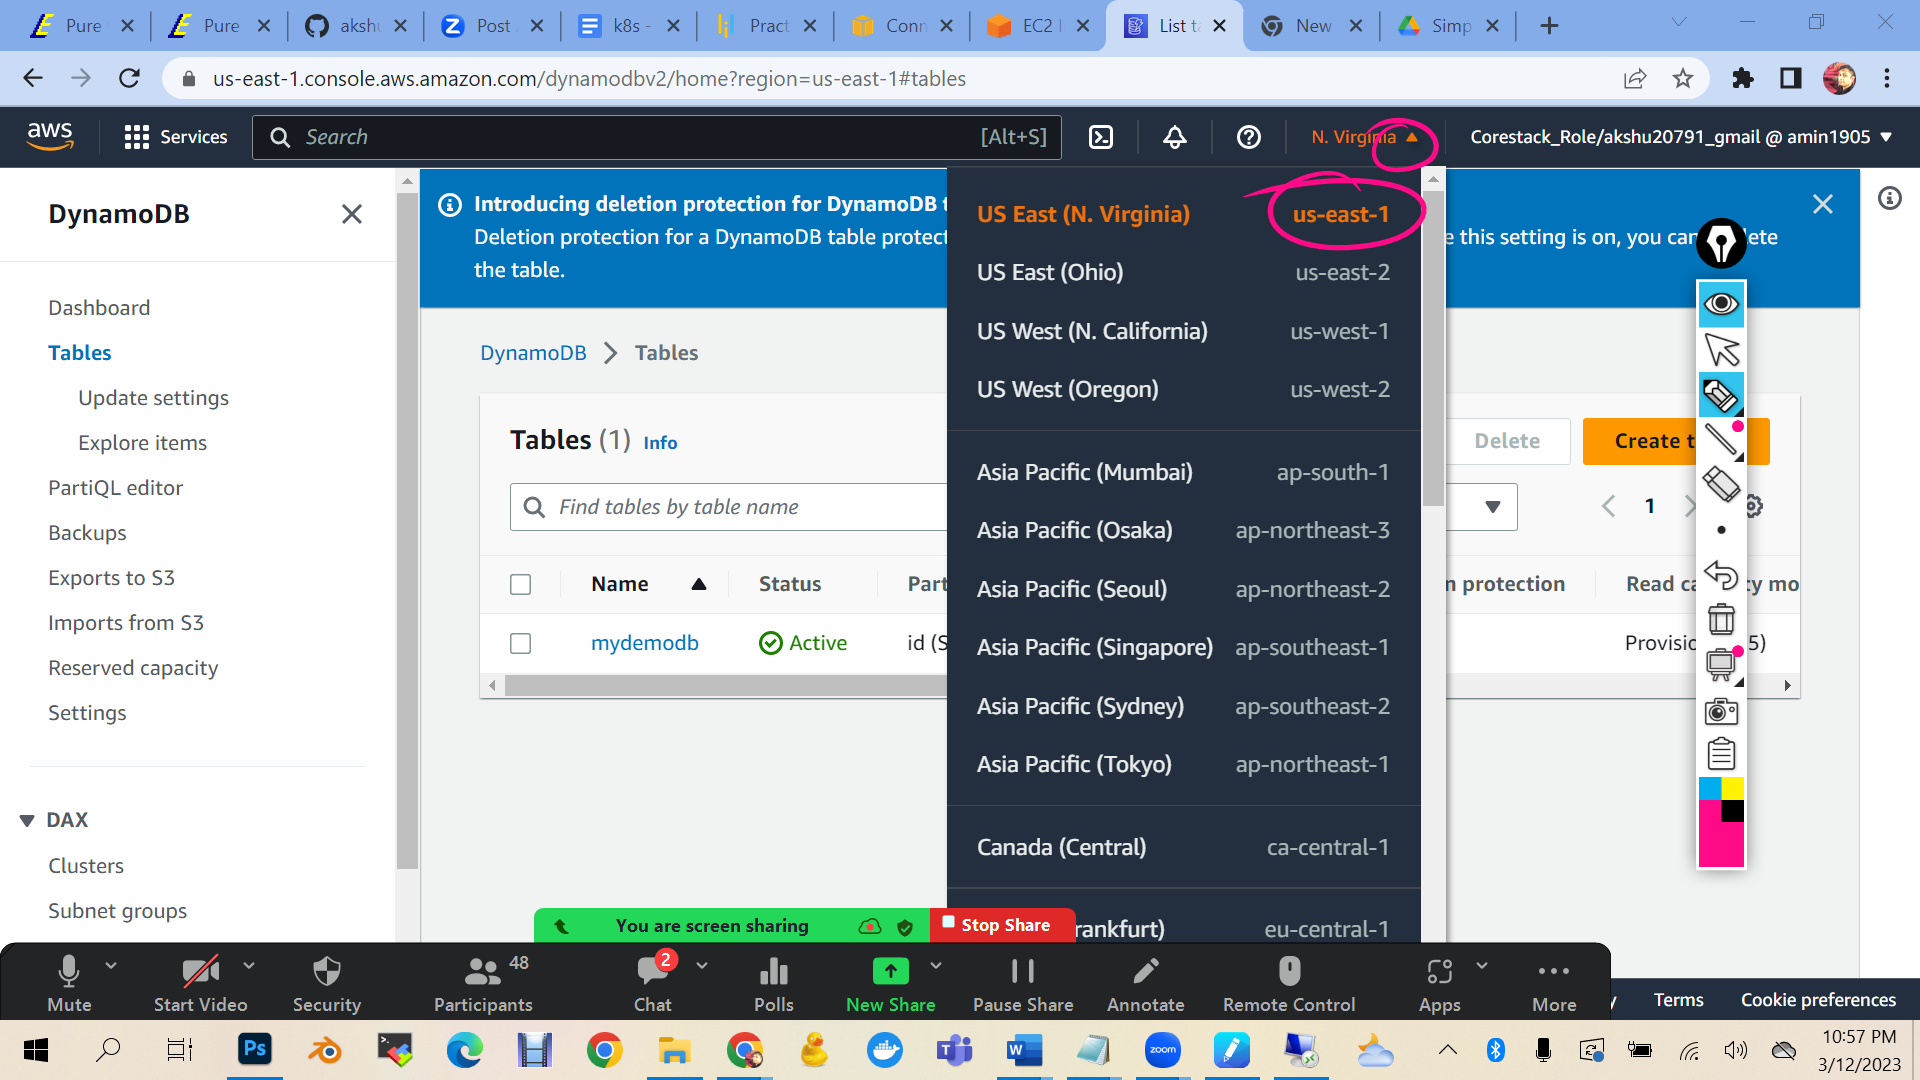 Pure
Pure
akshu
Post
k8s -
Pract
Conn
EC2 I
List ta
New
Simp
us-east-1.console.aws.amazon.com/dynamodbv2/home?region=us-east-1#tables
aws
Services
Search
[Alt+S]
N. Virginia
Corestack_Role/akshu20791_gmail @ amin1905
DynamoDB
Dashboard
Tables
Update settings
Explore items
PartiQL editor
Backups
Exports to S3
Imports from S3
Reserved capacity
Settings
DAX
Clusters
Subnet groups
Introducing deletion protection for DynamoDB t
Deletion protection for a DynamoDB table protect
e this setting is on, you can
ete
the table.
DynamoDB > Tables
Tables (1) Info
Delete
Create t
Find tables by table name
1
Name
Status
Part
n protection
Read ca
ty mo
mydemodb
Active
id (S
Provisio
5)
US East (N. Virginia) us-east-1
US East (Ohio) us-east-2
US West (N. California) us-west-1
US West (Oregon) us-west-2
Asia Pacific (Mumbai) ap-south-1
Asia Pacific (Osaka) ap-northeast-3
Asia Pacific (Seoul) ap-northeast-2
Asia Pacific (Singapore) ap-southeast-1
Asia Pacific (Sydney) ap-southeast-2
Asia Pacific (Tokyo) ap-northeast-1
Canada (Central) ca-central-1
rankfurt) eu-central-1
You are screen sharing
Stop Share
Mute
Start Video
Security
48
Participants
2
Chat
Polls
New Share
Pause Share
Annotate
Remote Control
Apps
More
y
Terms
Cookie preferences
Ps
T
W
zoom
10:57 PM
3/12/2023